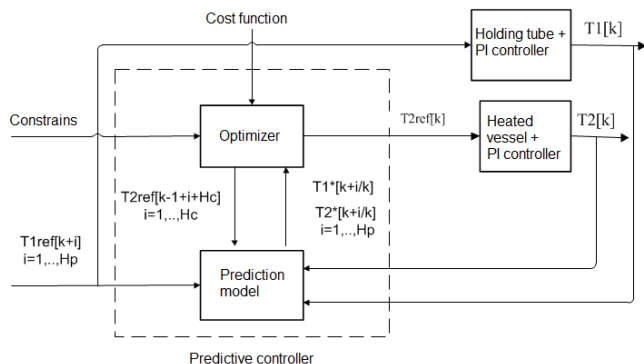 Cost function
Holding tube +
PI controller
T1[k]
Constrains
Optimizer
T2ref[k]
Heated
vessel +
PI controller
T2[k]
T2ref[k-1+i+Hc]
i=1,..,Hc
T1*[k+i/k]
T2*[k+i/k]
i=1,..,Hp
T1ref[k+i]
i=1,..,Hp
Prediction
model
Predictive controller